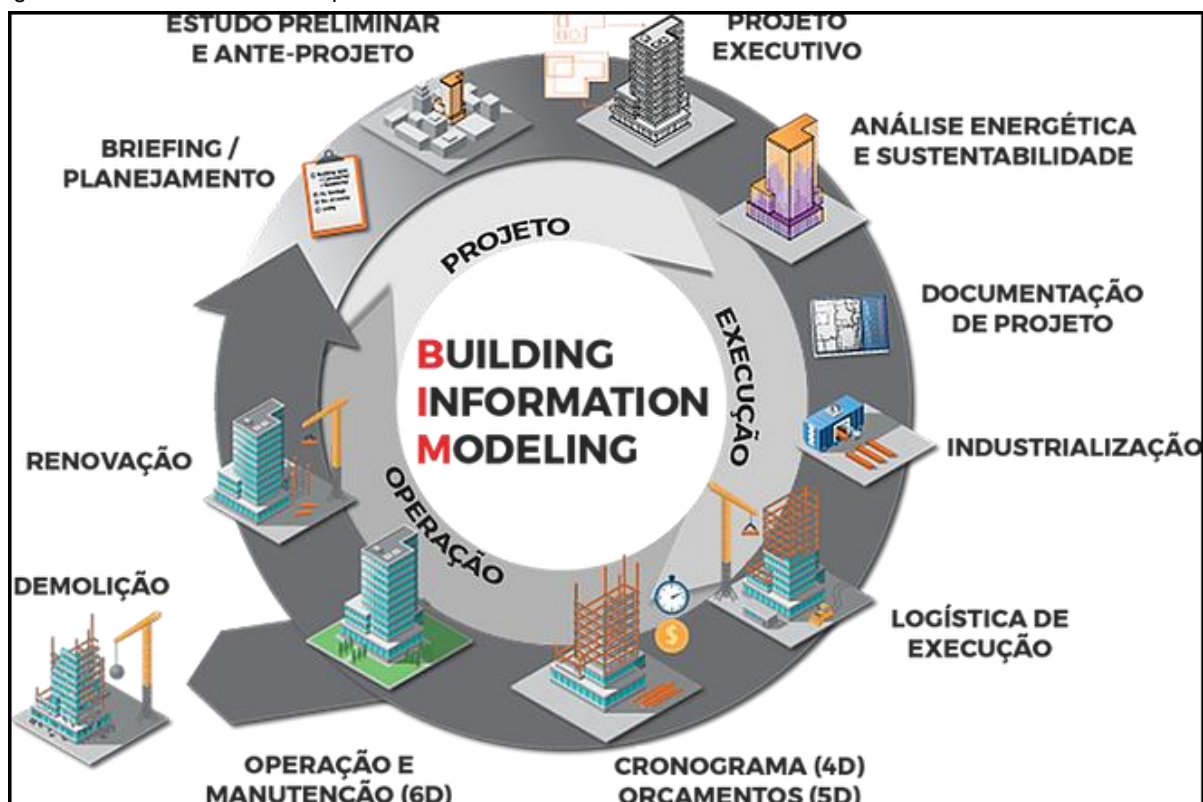 ESTUDO PRELIMINAR
E ANTE-PROJETO
PROJETO
EXECUTIVO
BRIEFING /
PLANEJAMENTO
ANÁLISE ENERGÉTICA
E SUSTENTABILIDADE
PROJETO
DOCUMENTAÇÃO
DE PROJETO
EXECUÇÃO
BUILDING
INFORMATION
MODELING
INDUSTRIALIZAÇÃO
RENOVAÇÃO
OPERAÇÃO
DEMOLIÇÃO
LOGÍSTICA DE
EXECUÇÃO
OPERAÇÃO E
MANUTENÇÃO (6D)
CRONOGRAMA (4D)
ORÇAMENTOS (5D)